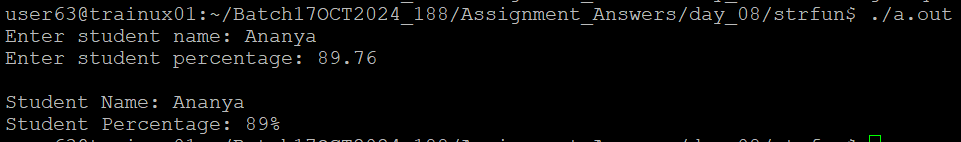 user63@trainux01:~/Batch17OCT2024_188/Assignment_Answers/day_08/strfun$ ./a.out
Enter student name: Ananya
Enter student percentage: 89.76
Student Name: Ananya
Student Percentage: 89%